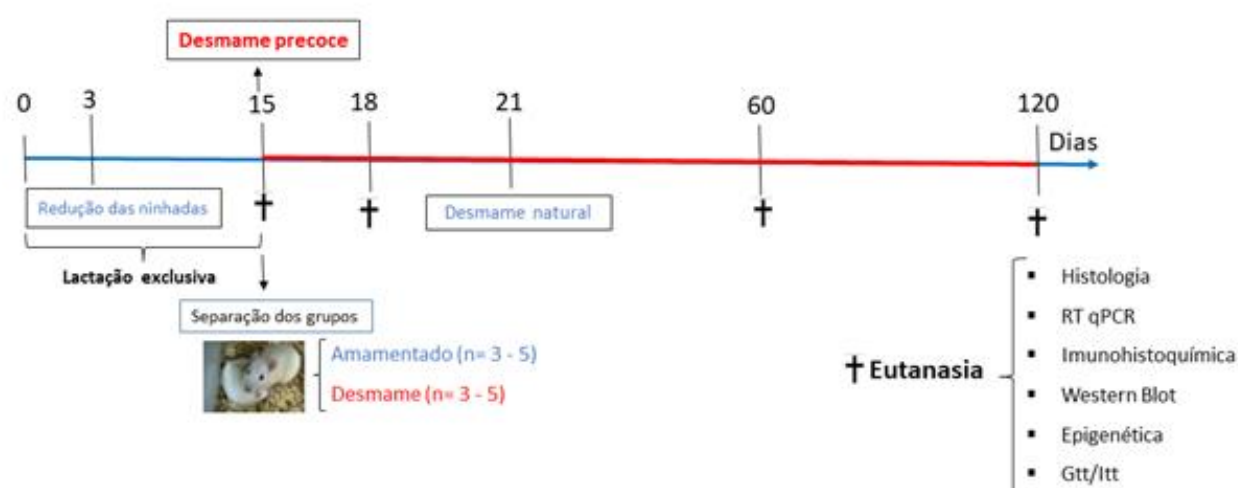 Desmame precoce
0 3 15 18 21 60 120
Dias
Redução das ninhadas
Desmame natural
Lactação exclusiva
Separação dos grupos
Amamentado (n= 3 - 5)
Desmame (n= 3 - 5)
† Eutanasia
▪ Histologia
▪ RT qPCR
▪ Imunohistoquímica
▪ Western Blot
▪ Epigenética
▪ Gtt/Itt